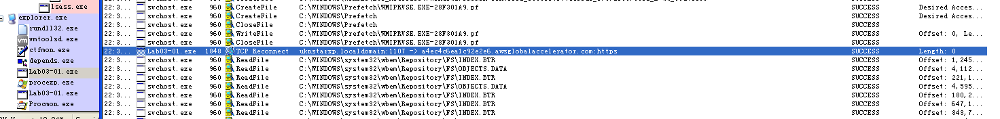 lsass.exe
explorer.exe
rundll32.exe
vmtoolsd.exe
ctfmon.exe
depends.exe
Lab03-01.exe
procexp.exe
Lab03-01.exe
Procmon.exe
22:3... svchost.exe 960 CreateFile C:\WINDOWS\Prefetch\WMIPRVSE.EXE-28F301A9.pf SUCCESS Desired Acces...
22:3... svchost.exe 960 CreateFile C:\WINDOWS\Prefetch SUCCESS Desired Acces...
22:3... svchost.exe 960 CloseFile C:\WINDOWS\Prefetch SUCCESS
22:3... svchost.exe 960 WriteFile C:\WINDOWS\Prefetch\WMIPRVSE.EXE-28F301A9.pf SUCCESS Offset: 0, Le...
22:3... svchost.exe 960 CloseFile C:\WINDOWS\Prefetch\WMIPRVSE.EXE-28F301A9.pf SUCCESS
22:3... Lab03-01.exe 1848 TCP Reconnect uknstarxp.localdomain:1107 -> a4ec4c6ea1c92e2e6.awsglobalaccelerator.com:https SUCCESS Length: 0
22:3... svchost.exe 960 ReadFile C:\WINDOWS\system32\wbem\Repository\FS\INDEX.BTR SUCCESS Offset: 1,245...
22:3... svchost.exe 960 ReadFile C:\WINDOWS\system32\wbem\Repository\FS\OBJECTS.DATA SUCCESS Offset: 4,112...
22:3... svchost.exe 960 ReadFile C:\WINDOWS\system32\wbem\Repository\FS\INDEX.BTR SUCCESS Offset: 221,1...
22:3... svchost.exe 960 ReadFile C:\WINDOWS\system32\wbem\Repository\FS\OBJECTS.DATA SUCCESS Offset: 4,595...
22:3... svchost.exe 960 ReadFile C:\WINDOWS\system32\wbem\Repository\FS\INDEX.BTR SUCCESS Offset: 180,2...
22:3... svchost.exe 960 ReadFile C:\WINDOWS\system32\wbem\Repository\FS\INDEX.BTR SUCCESS Offset: 647,1...
22:3... svchost.exe 960 ReadFile C:\WINDOWS\system32\wbem\Repository\FS\INDEX.BTR SUCCESS Offset: 843,7...